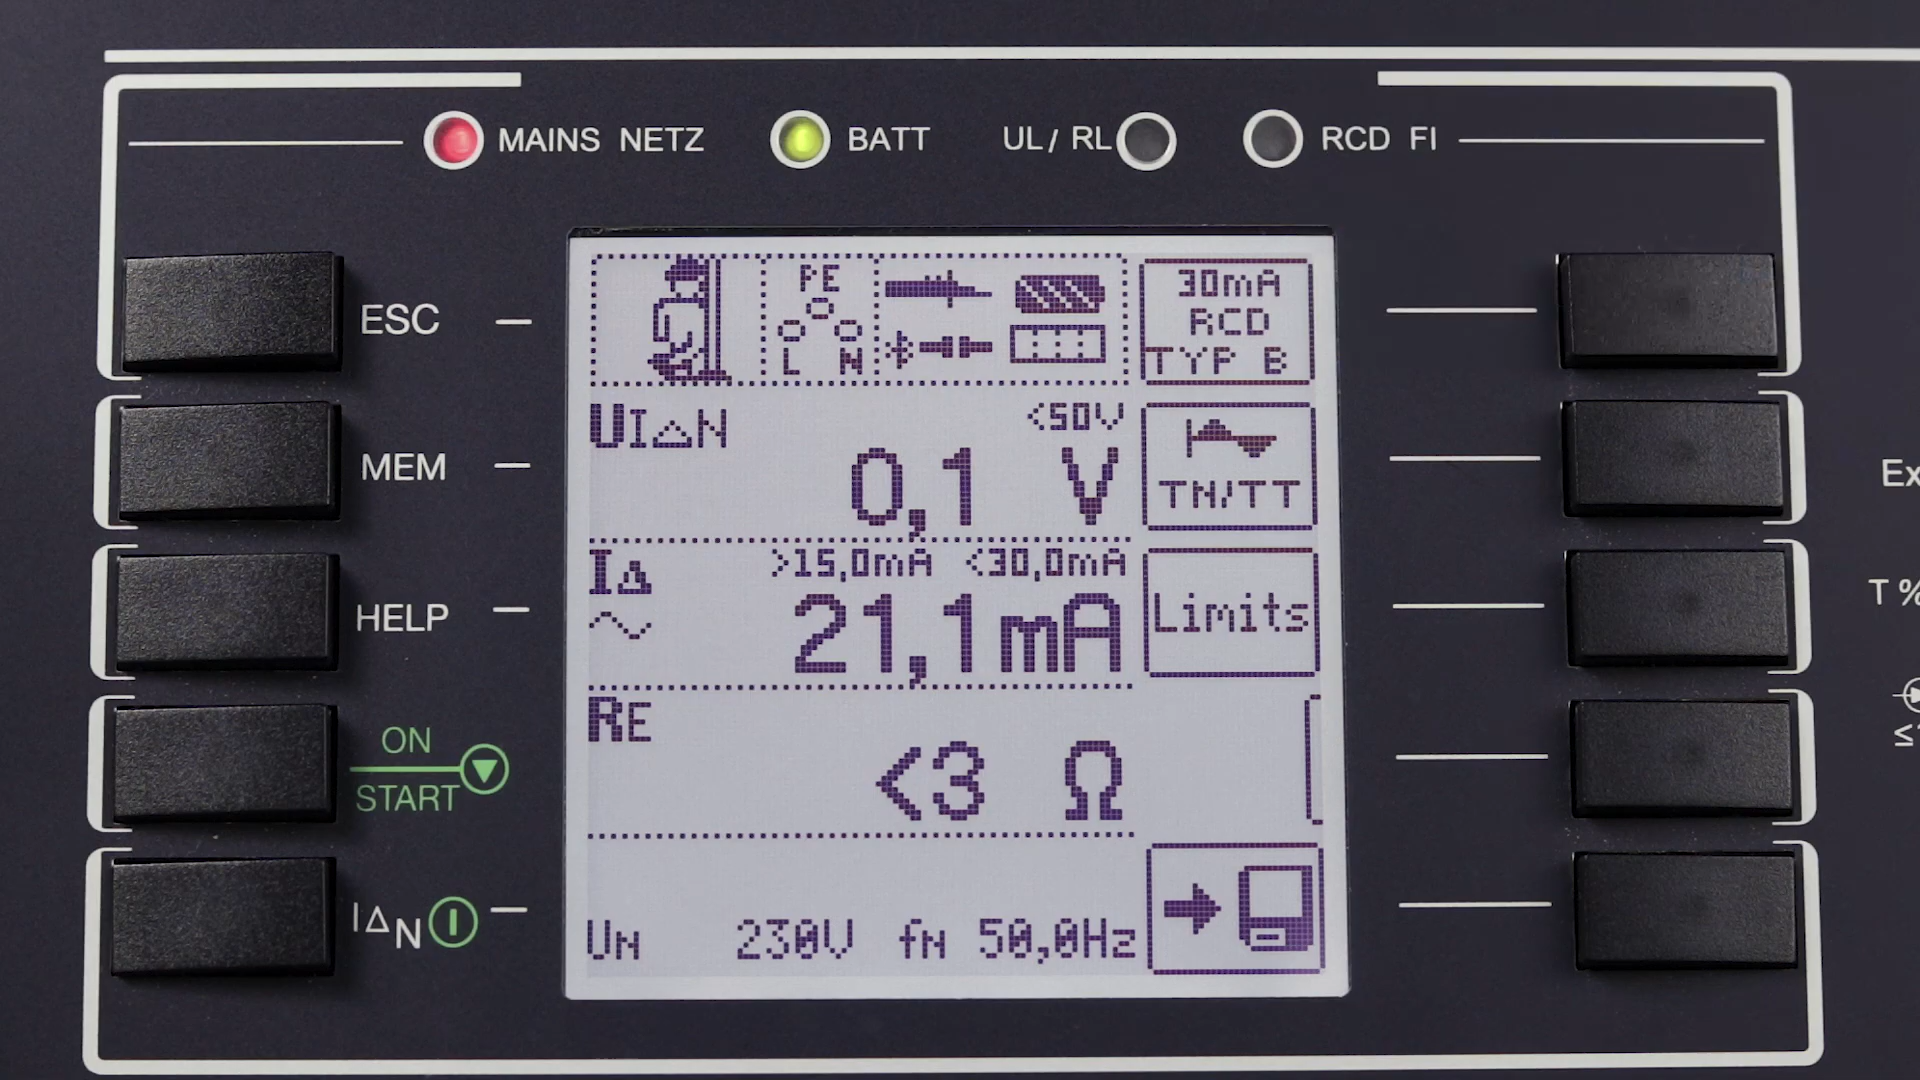 MAINS NETZ
BATT
UL / RL
RCD FI
ESC
MEM
HELP
ON
START
IΔN
PE
L N
30mA
RCD
TYP B
UIΔN
<50V
0,1 V
TN/TT
IΔ
>15,0mA <30,0mA
21,1mA
Limits
RE
<3 Ω
UN 230V fN 50,0Hz
Ex
T %